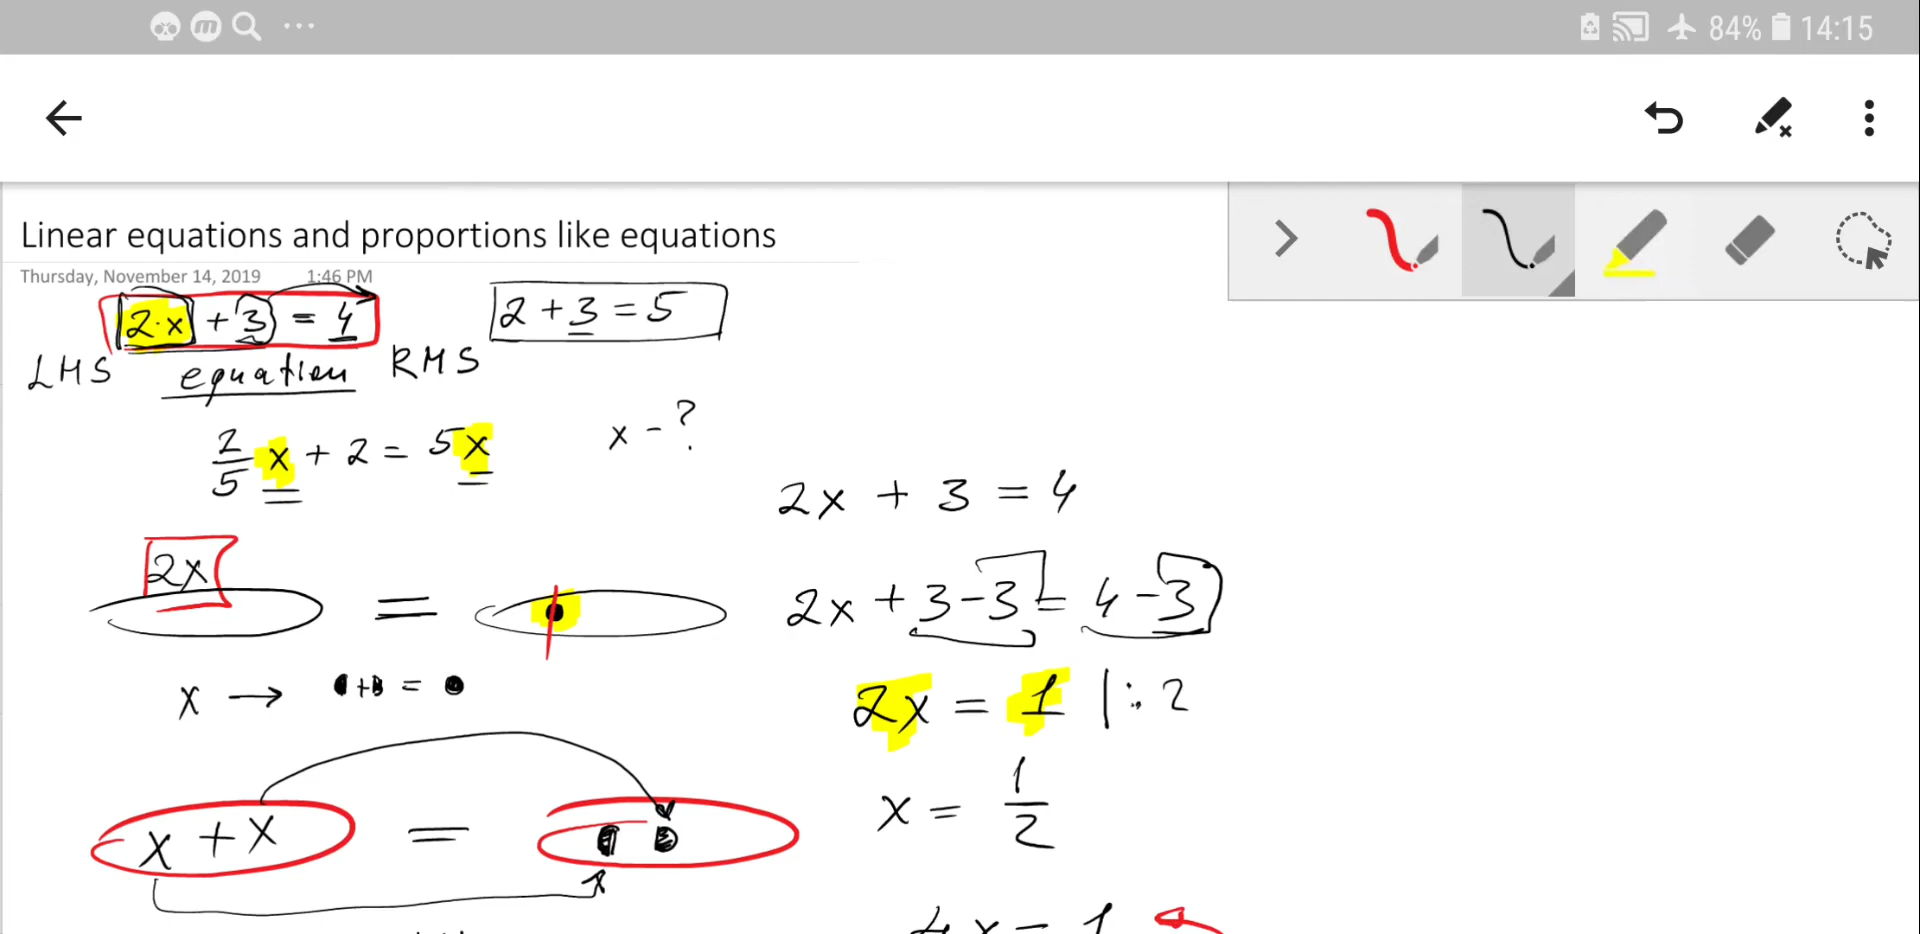 84% 14:15
Linear equations and proportions like equations
Thursday, November 14, 2019 1:46 PM
2·x + 3 = 4
2 + 3 = 5
LHS equation RHS
2/5 x + 2 = 5x
x - ?
2x + 3 = 4
2x =
2x + 3 - 3 = 4 - 3
x →
+ =
2x = 1 | : 2
x + x =
x = 1/2
4x = 1